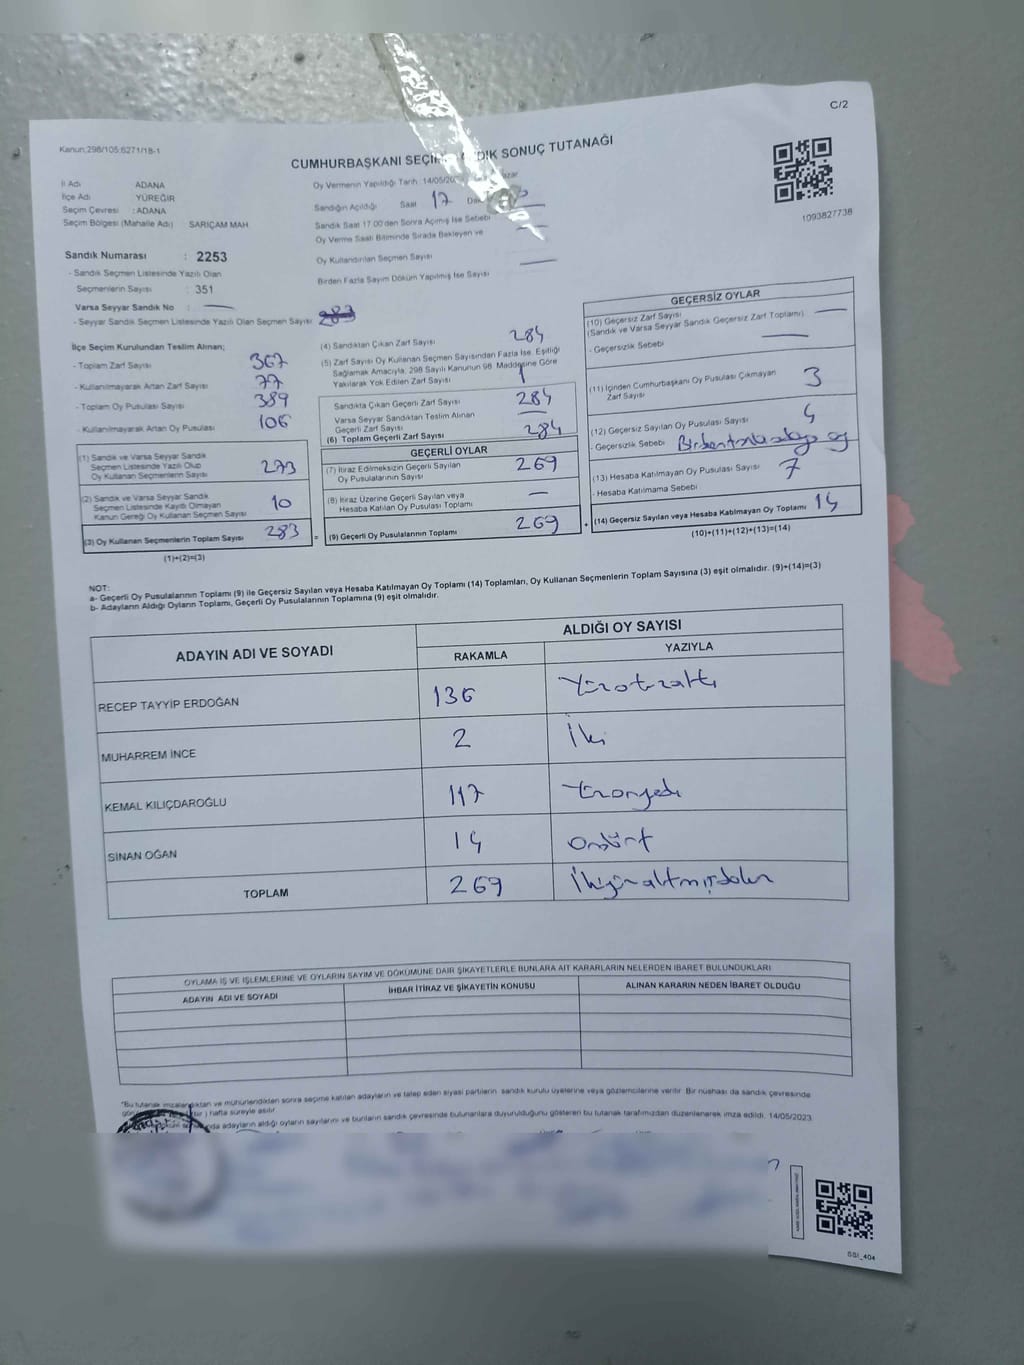 C/2
Kanun;298/105;6271/18-1
CUMHURBAŞKANI SEÇİM SONUÇ TUTANAĞI
1093827738
İl Adı ADANA
İlçe Adı YÜREĞİR
Seçim Çevresi : ADANA
Seçim Bölgesi (Mahalle Adı) SARIÇAM MAH.
Oy Vermenin Yapıldığı Tarih: 14/05/20
Sandığın Açıldığı Saat 17
Sandık Saat 17:00'den Sonra Açılmış İse Sebebi
Oy Verme Saati Bitiminde Sırada Bekleyen ve
Oy Kullandırılan Seçmen Sayısı
Birden Fazla Sayım Döküm Yapılmış İse Sayısı
Sandık Numarası : 2253
- Sandık Seçmen Listesinde Yazılı Olan
Seçmenlerin Sayısı : 351
Varsa Seyyar Sandık No : —
- Seyyar Sandık Seçmen Listesinde Yazılı Olan Seçmen Sayısı
İlçe Seçim Kurulundan Teslim Alınan;
- Toplam Zarf Sayısı 367
- Kullanılmayarak Artan Zarf Sayısı 77
- Toplam Oy Pusulası Sayısı 389
- Kullanılmayarak Artan Oy Pusulası 106
(1) Sandık ve Varsa Seyyar Sandık
Seçmen Listesinde Yazılı Olup
Oy Kullanan Seçmenlerin Sayısı 273
(2) Sandık ve Varsa Seyyar Sandık
Seçmen Listesinde Kayıtlı Olmayan
Kanun Gereği Oy Kullanan Seçmen Sayısı 10
(3) Oy Kullanan Seçmenlerin Toplam Sayısı 283
(1)+(2)=(3)
(4) Sandıktan Çıkan Zarf Sayısı 284
(5) Zarf Sayısı Oy Kullanan Seçmen Sayısından Fazla İse, Eşitliği
Sağlamak Amacıyla, 298 Sayılı Kanunun 98. Maddesine Göre
Yakılarak Yok Edilen Zarf Sayısı 1
Sandıkta Çıkan Geçerli Zarf Sayısı 284
Varsa Seyyar Sandıktan Teslim Alınan
Geçerli Zarf Sayısı —
(6) Toplam Geçerli Zarf Sayısı 284
GEÇERLİ OYLAR
(7) İtiraz Edilmeksizin Geçerli Sayılan
Oy Pusulasının Sayısı 269
(8) İtiraz Üzerine Geçerli Sayılan veya
Hesaba Katılan Oy Pusulası Toplamı —
= (9) Geçerli Oy Pusulalarının Toplamı 269
GEÇERSİZ OYLAR
(10) Geçersiz Zarf Sayısı —
(Sandık ve Varsa Seyyar Sandık Geçersiz Zarf Toplamı)
- Geçersizlik Sebebi —
(11) İçinden Cumhurbaşkanı Oy Pusulası Çıkmayan
Zarf Sayısı 3
(12) Geçersiz Sayılan Oy Pusulası Sayısı 4
- Geçersizlik Sebebi
(13) Hesaba Katılmayan Oy Pusulası Sayısı 7
- Hesaba Katılmama Sebebi
+ (14) Geçersiz Sayılan veya Hesaba Katılmayan Oy Toplamı 14
(10)+(11)+(12)+(13)=(14)
NOT:
a- Geçerli Oy Pusulalarının Toplamı (9) ile Geçersiz Sayılan veya Hesaba Katılmayan Oy Toplamı (14) Toplamları, Oy Kullanan Seçmenlerin Toplam Sayısına (3) eşit olmalıdır. (9)+(14)=(3)
b- Adayların Aldığı Oyların Toplamı, Geçerli Oy Pusulalarının Toplamına (9) eşit olmalıdır.
ADAYIN ADI VE SOYADI
ALDIĞI OY SAYISI
RAKAMLA YAZIYLA
RECEP TAYYİP ERDOĞAN 136 Yüzotuzaltı
MUHARREM İNCE 2 İki
KEMAL KILIÇDAROĞLU 117 Yüzonyedi
SİNAN OĞAN 14 Ondört
TOPLAM 269 İkiyüzaltmışdokuz
OYLAMA İŞ VE İŞLEMLERİNE VE OYLARIN SAYIM VE DÖKÜMÜNE DAİR ŞİKAYETLERLE BUNLARA AİT KARARLARIN NELERDEN İBARET BULUNDUKLARI
ADAYIN ADI VE SOYADI İHBAR İTİRAZ VE ŞİKAYETİN KONUSU ALINAN KARARIN NEDEN İBARET OLDUĞU
"Bu tutanak imzalandıktan ve mühürlendikten sonra seçime katılan adayların ve talep eden siyasi partilerin sandık kurulu üyelerine veya gözlemcilerine verilir. Bir nüshası da sandık çevresinde
bir ) hafta süreyle asılır.
adayların aldığı oyların sayılarını ve bunların sandık çevresinde bulunanlara duyurulduğunu gösteren bu tutanak tarafımızdan düzenlenerek imza edildi. 14/05/2023
SSI_404